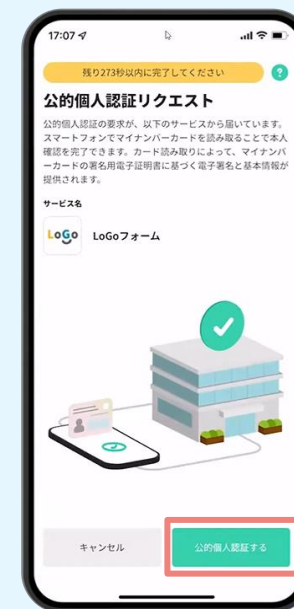 17:07
残り273秒以内に完了してください
?
公的個人認証リクエスト
公的個人認証の要求が、以下のサービスから届いています。
スマートフォンでマイナンバーカードを読み取ることで本人
確認を完了できます。カード読み取りによって、マイナンバ
ーカードの署名用電子証明書に基づく電子署名と基本情報が
提供されます。
サービス名
LoGo
LoGoフォーム
キャンセル
公的個人認証する